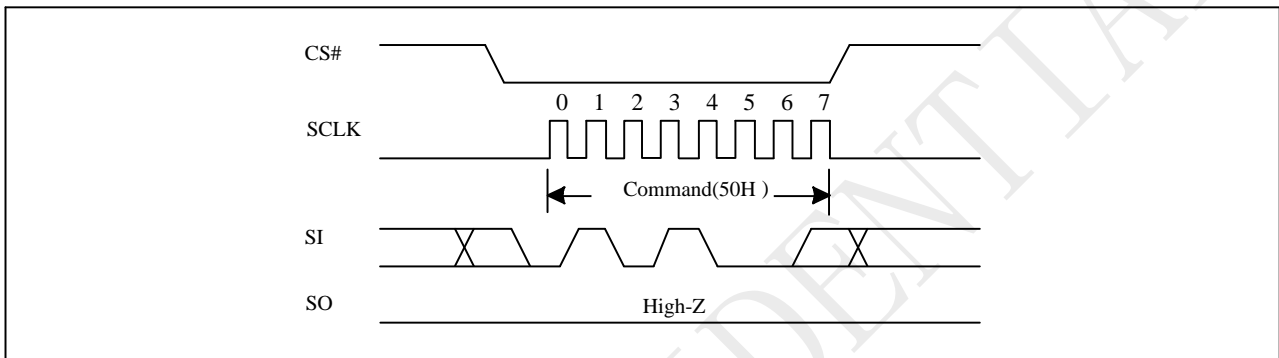 CS#
0 1 2 3 4 5 6 7
SCLK
Command(50H )
SI
SO
High-Z